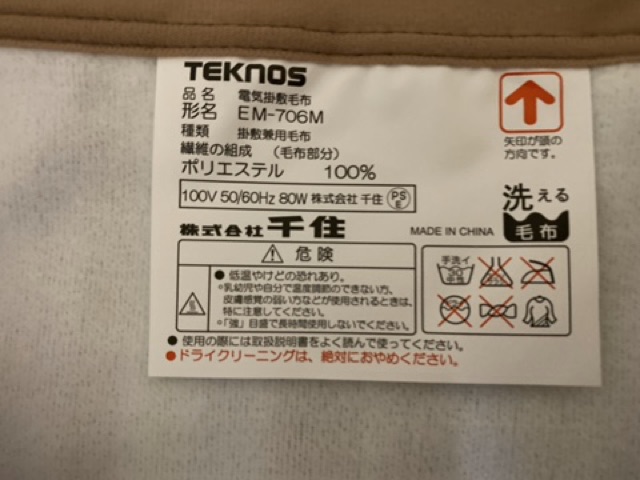 TEKNOS
品名 電気掛敷毛布
形名 EM-706M
種類 掛敷兼用毛布
繊維の組成 (毛布部分)
ポリエステル 100%
100V 50/60Hz 80W 株式会社 千住 PSE
株式会社 千住
MADE IN CHINA
矢印が頭の
方向です。
洗える
毛布
危険
●低温やけどの恐れあり。
○乳幼児や自分で温度調節のできない方、
皮膚感覚の弱い方などが使用されるときは、
特に注意してください。
○「強」目盛で長時間使用しないでください。
手洗イ
30
中性
●使用の際には取扱説明書をよく読んで使ってください。
●ドライクリーニングは、絶対におやめください。